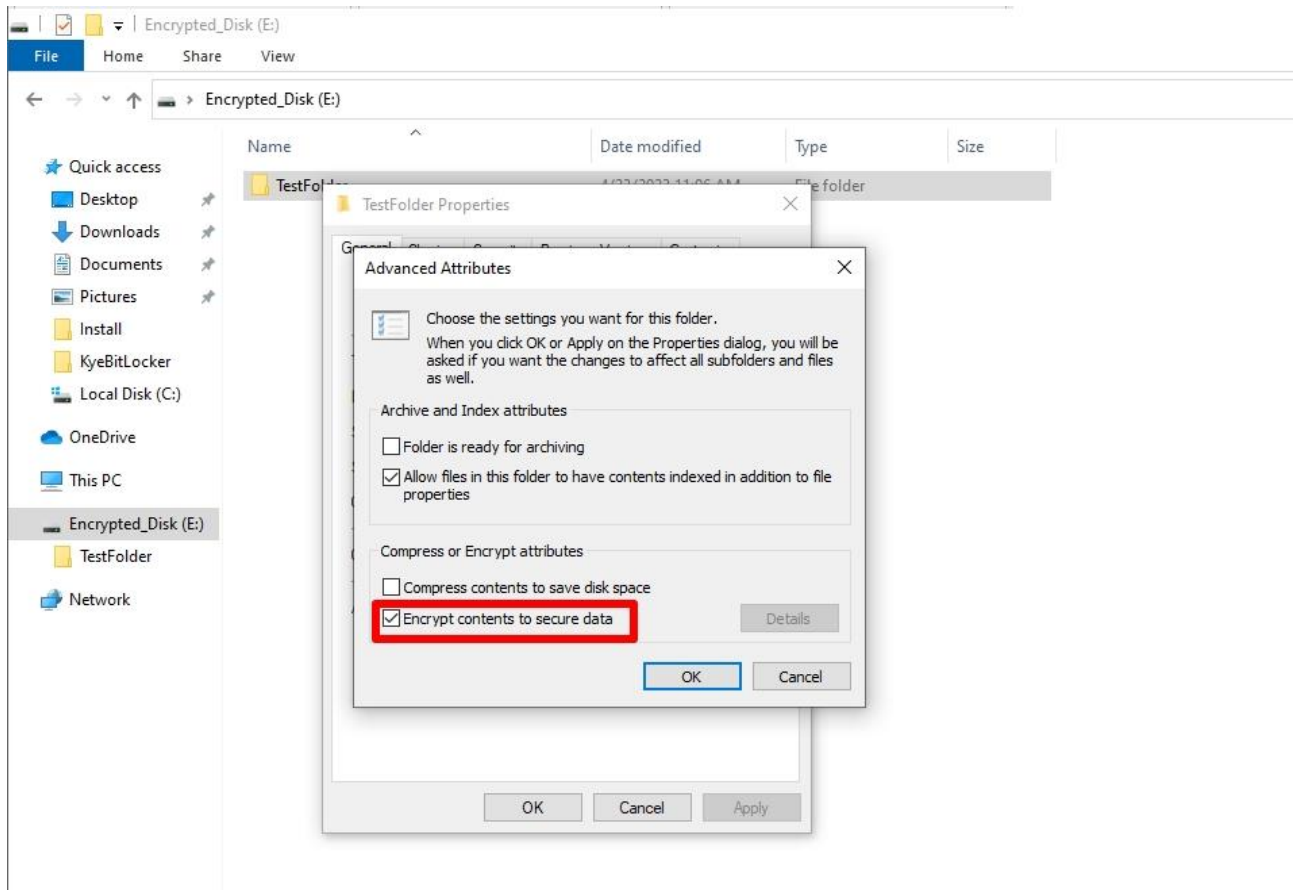 Encrypted_Disk (E:)
File Home Share View
Encrypted_Disk (E:)
Name Date modified Type Size
Quick access
Desktop
Downloads
Documents
Pictures
Install
KyeBitLocker
Local Disk (C:)
OneDrive
This PC
Encrypted_Disk (E:)
TestFolder
Network
TestFolder File folder
TestFolder Properties
General
Advanced Attributes
Choose the settings you want for this folder.
When you click OK or Apply on the Properties dialog, you will be
asked if you want the changes to affect all subfolders and files
as well.
Archive and Index attributes
Folder is ready for archiving
Allow files in this folder to have contents indexed in addition to file
properties
Compress or Encrypt attributes
Compress contents to save disk space
Encrypt contents to secure data
Details
OK Cancel
OK Cancel Apply